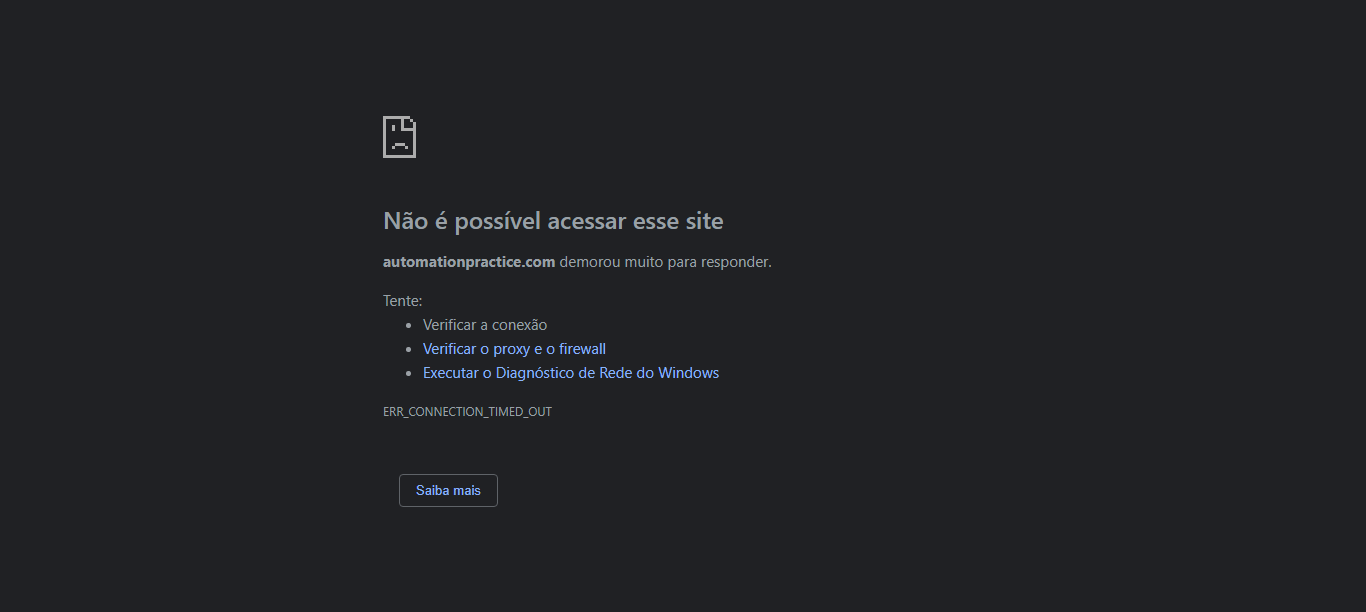 Não é possível acessar esse site
automationpractice.com demorou muito para responder.
Tente:
Verificar a conexão
Verificar o proxy e o firewall
Executar o Diagnóstico de Rede do Windows
ERR_CONNECTION_TIMED_OUT
Saiba mais